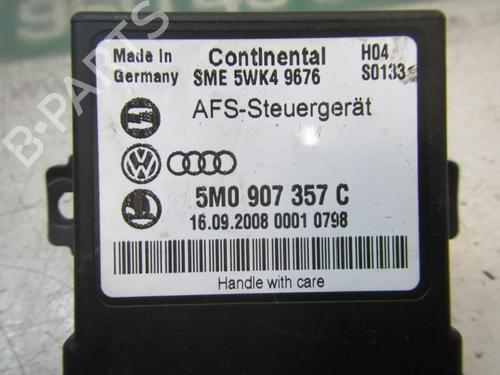 Made in Continental H04
Germany SME 5WK4 9676 S0133
AFS-Steuergerät
5M0 907 357 C
16.09.2008 0001 0798
Handle with care